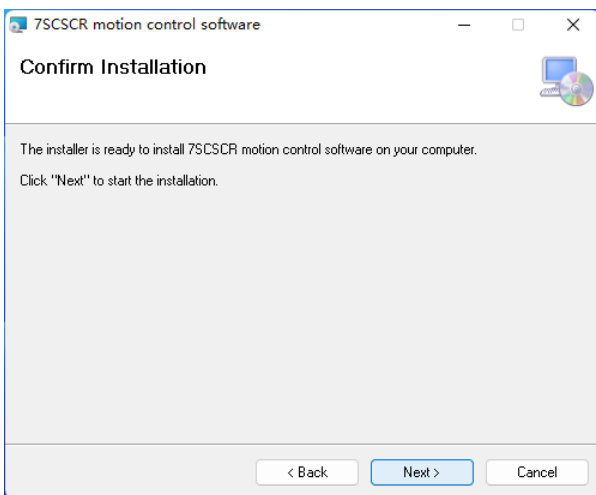 7SCSCR motion control software
Confirm Installation
The installer is ready to install 7SCSCR motion control software on your computer.
Click "Next" to start the installation.
< Back
Next >
Cancel